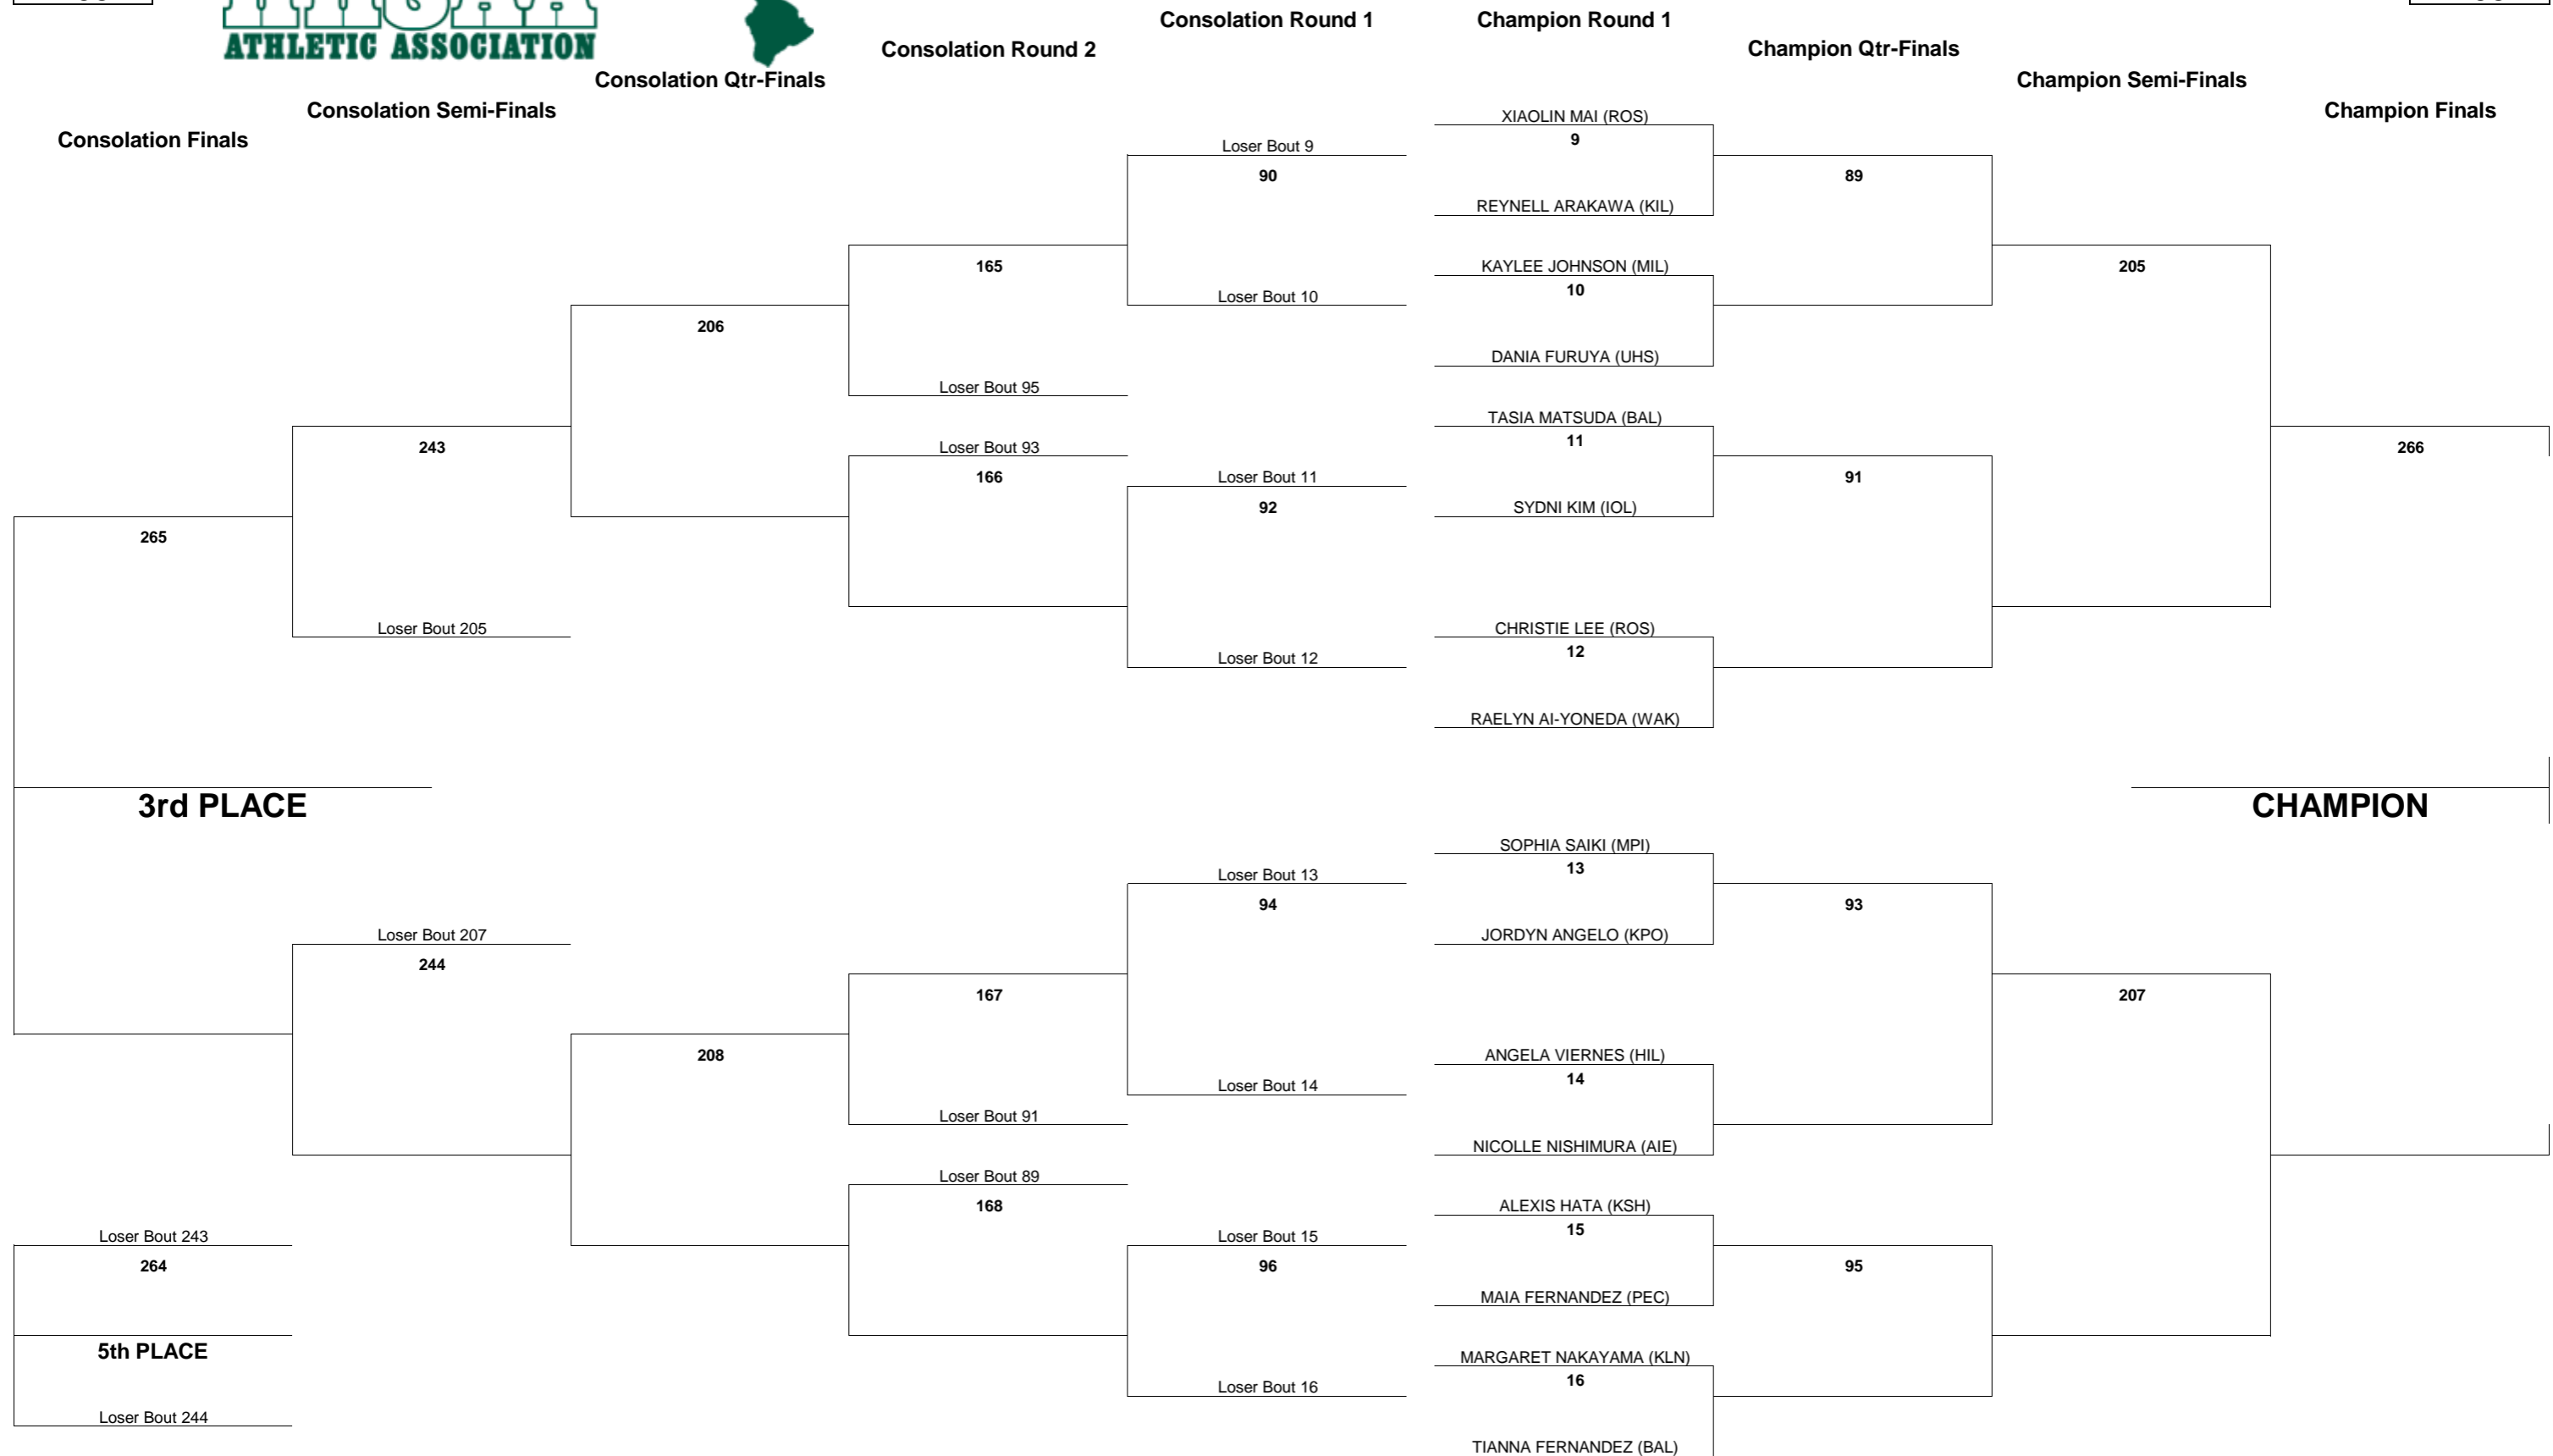 ATHLETIC ASSOCIATION
Consolation Round 1
Champion Round 1
Consolation Round 2
Champion Qtr-Finals
Consolation Qtr-Finals
Champion Semi-Finals
Consolation Semi-Finals
Champion Finals
Consolation Finals
XIAOLIN MAI (ROS)
9
Loser Bout 9
90
89
REYNELL ARAKAWA (KIL)
165
KAYLEE JOHNSON (MIL)
205
10
Loser Bout 10
206
DANIA FURUYA (UHS)
Loser Bout 95
TASIA MATSUDA (BAL)
11
243
Loser Bout 93
266
166
Loser Bout 11
91
92
SYDNI KIM (IOL)
265
Loser Bout 205
CHRISTIE LEE (ROS)
12
Loser Bout 12
RAELYN AI-YONEDA (WAK)
3rd PLACE
CHAMPION
SOPHIA SAIKI (MPI)
13
Loser Bout 13
94
93
Loser Bout 207
JORDYN ANGELO (KPO)
244
167
207
208
ANGELA VIERNES (HIL)
14
Loser Bout 14
Loser Bout 91
NICOLLE NISHIMURA (AIE)
Loser Bout 89
168
ALEXIS HATA (KSH)
15
Loser Bout 243
Loser Bout 15
264
96
95
MAIA FERNANDEZ (PEC)
5th PLACE
MARGARET NAKAYAMA (KLN)
16
Loser Bout 16
Loser Bout 244
TIANNA FERNANDEZ (BAL)